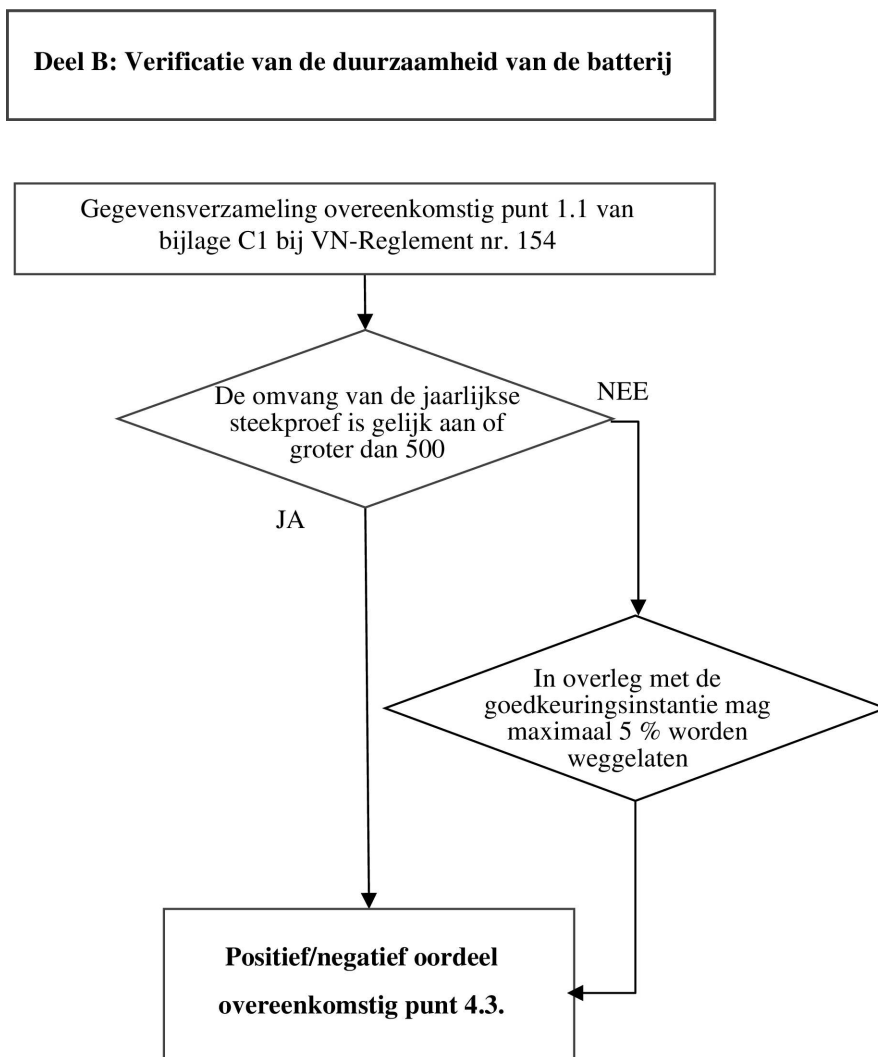 Deel B: Verificatie van de duurzaamheid van de batterij
Gegevensverzameling overeenkomstig punt 1.1 van
bijlage C1 bij VN-Reglement nr. 154
De omvang van de jaarlijkse
steekproef is gelijk aan of
groter dan 500
NEE
JA
In overleg met de
goedkeuringsinstantie mag
maximaal 5 % worden
weggelaten
Positief/negatief oordeel
overeenkomstig punt 4.3.